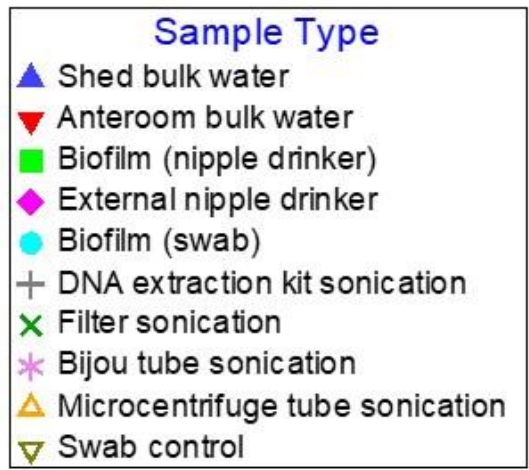 Sample Type
Shed bulk water
Anteroom bulk water
Biofilm (nipple drinker)
External nipple drinker
Biofilm (swab)
DNA extraction kit sonication
Filter sonication
Bijou tube sonication
Microcentrifuge tube sonication
Swab control